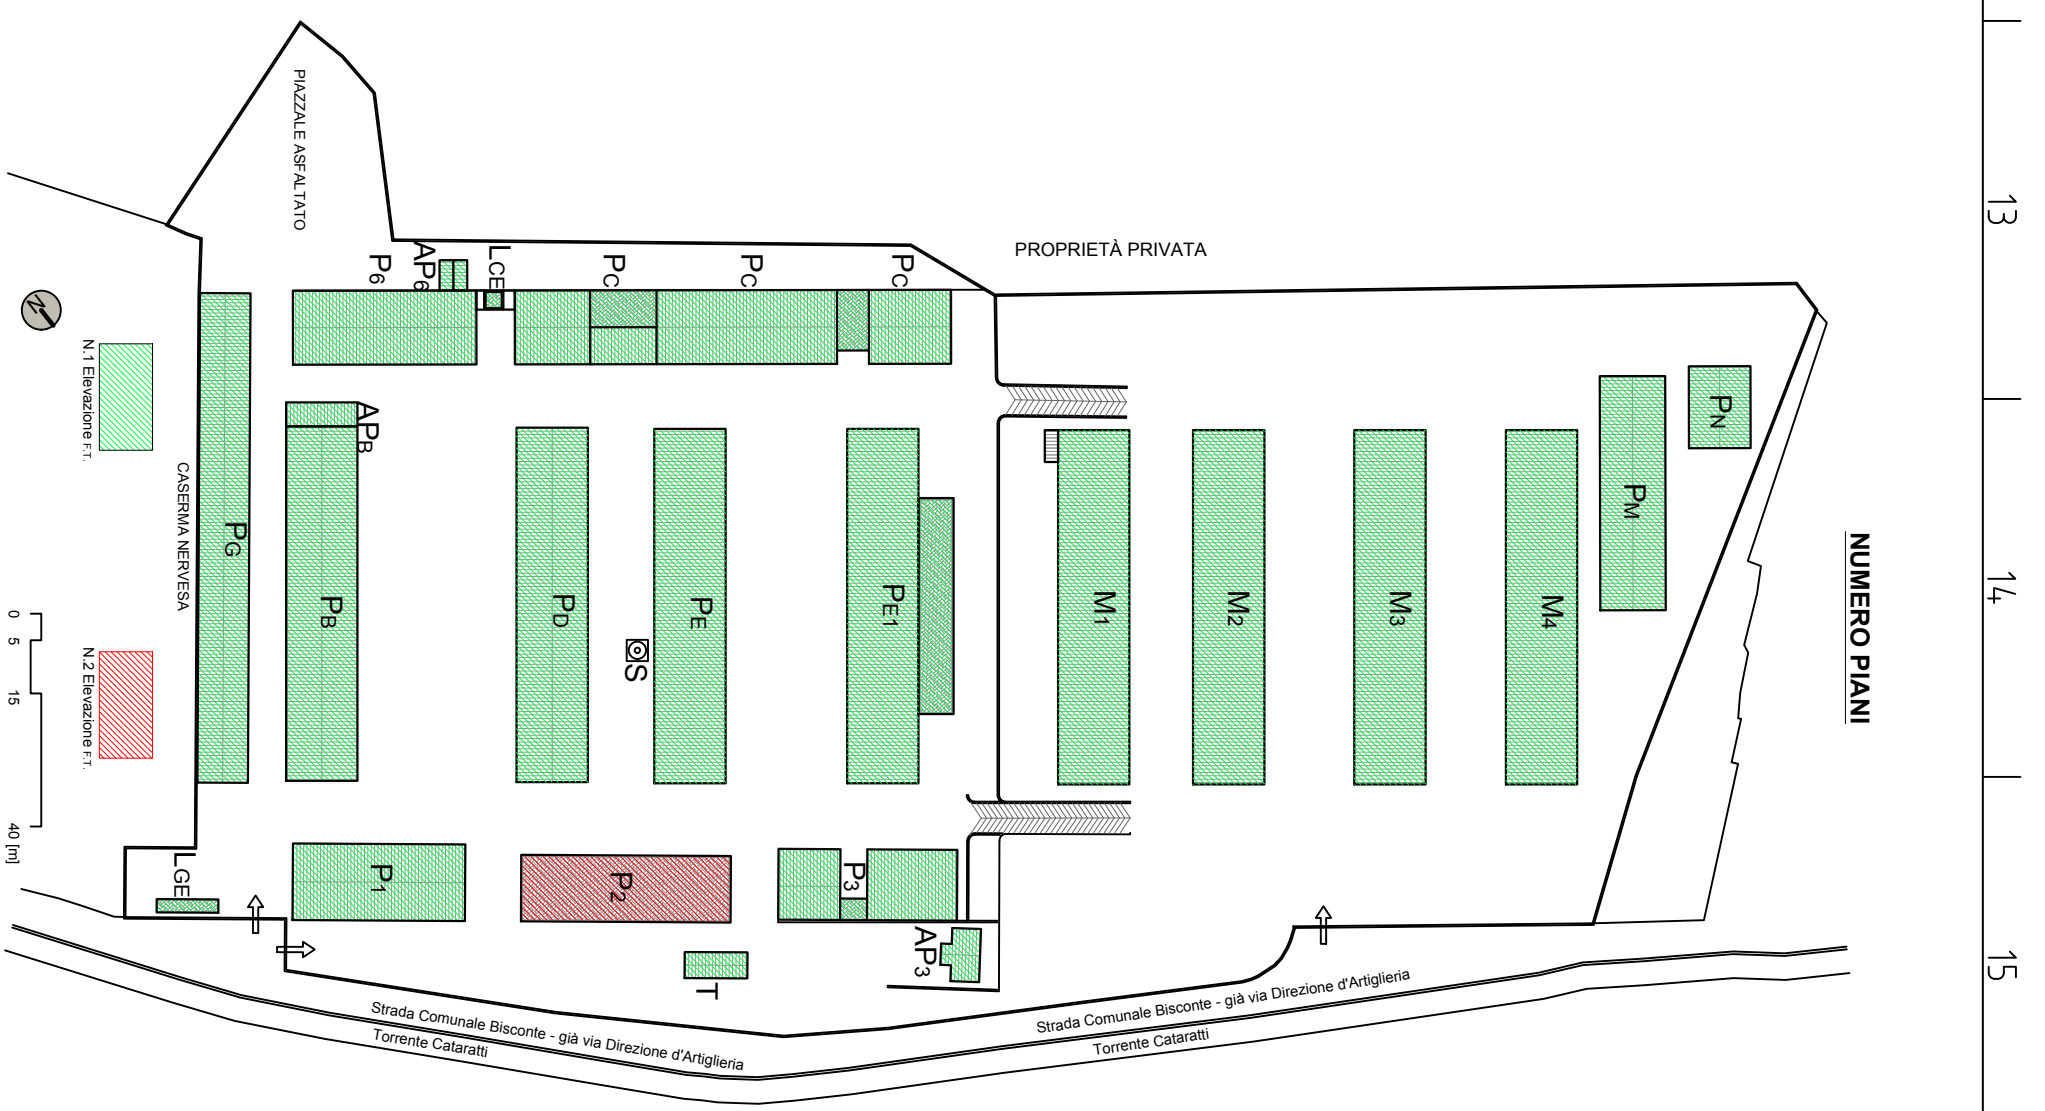 13
14
15
NUMERO PIANI
PROPRIETÀ PRIVATA
PIAZZALE ASFALTATO
P6
AP6
LCE
PC
PC
PC
PN
PM
APB
PG
PB
PD
PE
PE1
S
M1
M2
M3
M4
CASERMA NERVESA
N
N.1 Elevazione F.T.
N.2 Elevazione F.T.
0 5 15 40 [m]
LGE
P1
P2
P3
AP3
T
Strada Comunale Bisconte - già via Direzione d'Artiglieria
Torrente Cataratti
Strada Comunale Bisconte - già via Direzione d'Artiglieria
Torrente Cataratti